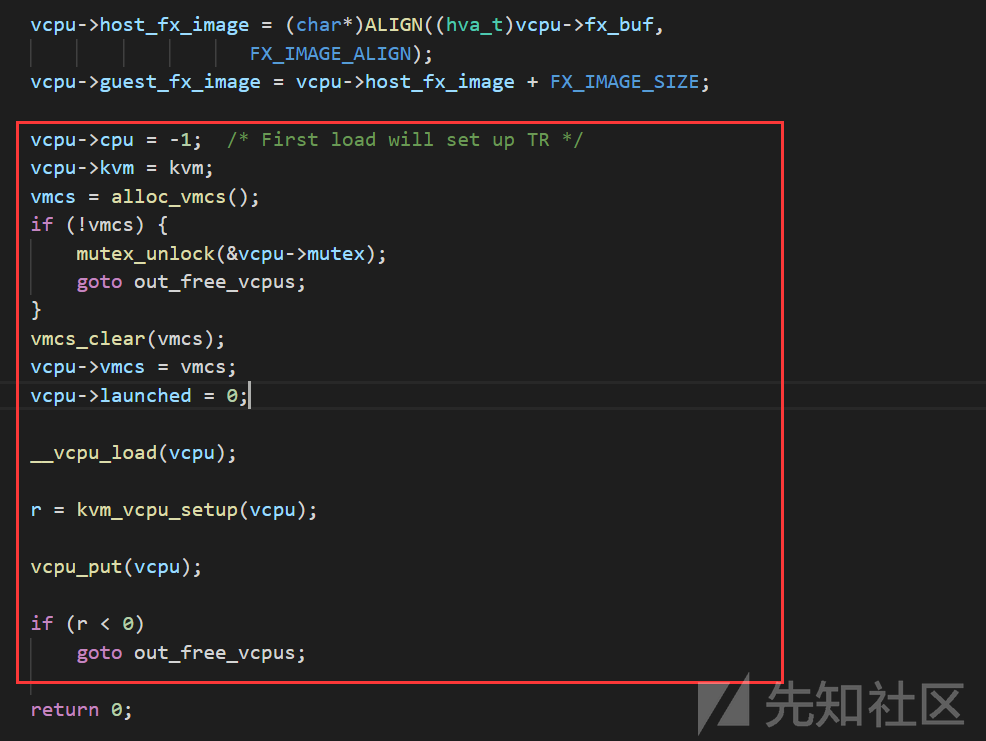 vcpu->host_fx_image = (char*)ALIGN((hva_t)vcpu->fx_buf,
                   FX_IMAGE_ALIGN);
vcpu->guest_fx_image = vcpu->host_fx_image + FX_IMAGE_SIZE;

vcpu->cpu = -1;  /* First load will set up TR */
vcpu->kvm = kvm;
vmcs = alloc_vmcs();
if (!vmcs) {
    mutex_unlock(&vcpu->mutex);
    goto out_free_vcpus;
}
vmcs_clear(vmcs);
vcpu->vmcs = vmcs;
vcpu->launched = 0;

__vcpu_load(vcpu);

r = kvm_vcpu_setup(vcpu);

vcpu_put(vcpu);

if (r < 0)
    goto out_free_vcpus;

return 0;
先知社区